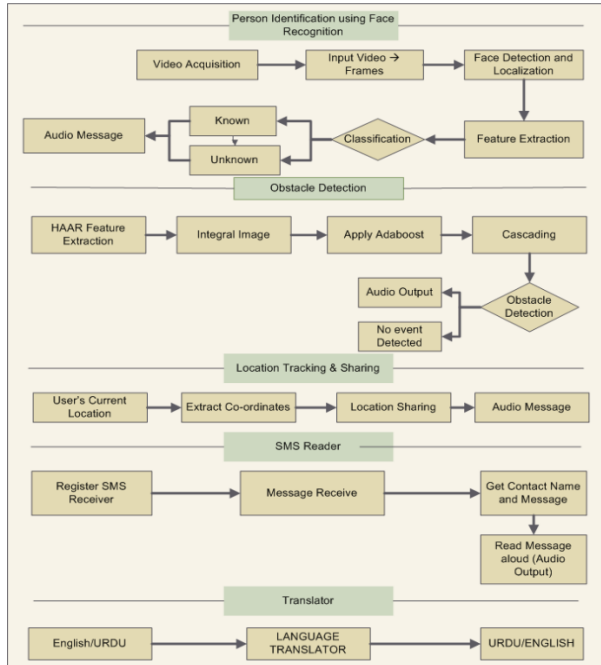 Person Identification using Face
Recognition
Video Acquisition
Input Video → 
Frames
Face Detection and
Localization
Known
Audio Message
Classification
Feature Extraction
Unknown
Obstacle Detection
HAAR Feature
Extraction
Integral Image
Apply Adaboost
Cascading
Audio Output
Obstacle
Detection
No event
Detected
Location Tracking & Sharing
User's Current
Location
Extract Co-ordinates
Location Sharing
Audio Message
SMS Reader
Register SMS
Receiver
Message Receive
Get Contact Name
and Message
Read Message
aloud (Audio
Output)
Translator
English/URDU
LANGUAGE
TRANSLATOR
URDU/ENGLISH